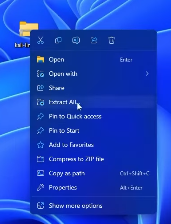 Open Enter
Open with
Share
Extract All...
Pin to Quick access
Pin to Start
Add to Favorites
Compress to ZIP file
Copy as path Ctrl+Shift+C
Properties Alt+Enter
Show more options